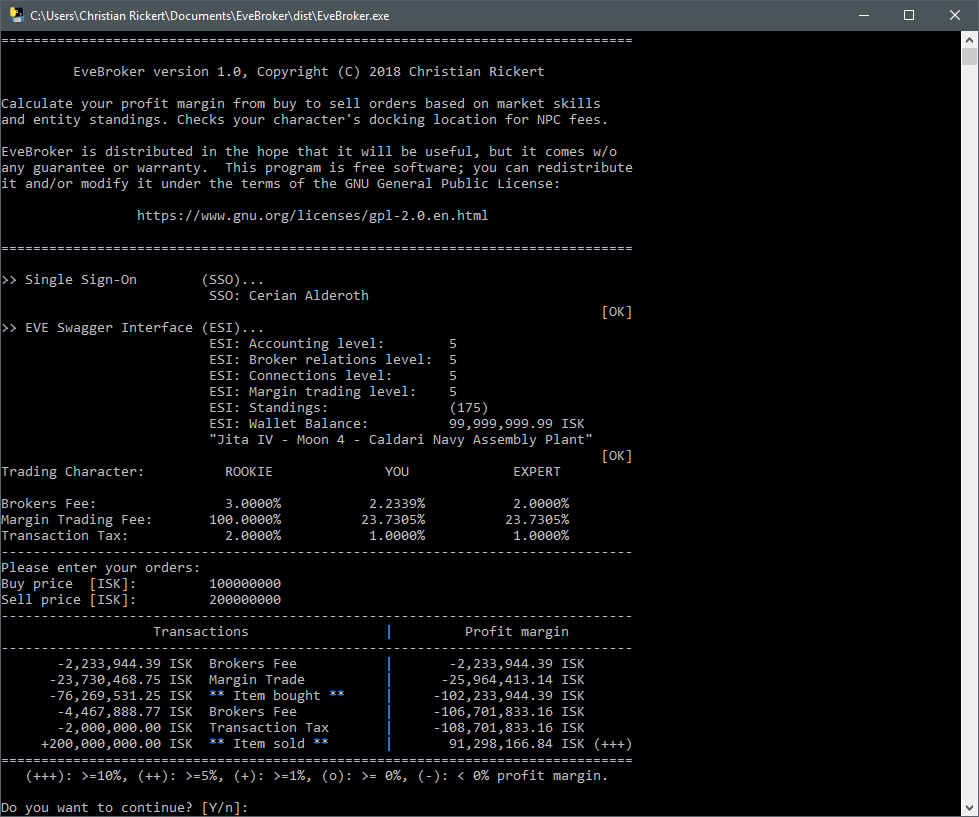 C:\Users\Christian Rickert\Documents\EveBroker\dist\EveBroker.exe
===============================================================================
EveBroker version 1.0, Copyright (C) 2018 Christian Rickert
Calculate your profit margin from buy to sell orders based on market skills
and entity standings. Checks your character's docking location for NPC fees.
EveBroker is distributed in the hope that it will be useful, but it comes w/o
any guarantee or warranty.  This program is free software; you can redistribute
it and/or modify it under the terms of the GNU General Public License:
https://www.gnu.org/licenses/gpl-2.0.en.html
===============================================================================
>> Single Sign-On        (SSO)...
SSO: Cerian Alderoth
[OK]
>> EVE Swagger Interface (ESI)...
ESI: Accounting level:        5
ESI: Broker relations level:  5
ESI: Connections level:       5
ESI: Margin trading level:    5
ESI: Standings:               (175)
ESI: Wallet Balance:          99,999,999.99 ISK
"Jita IV - Moon 4 - Caldari Navy Assembly Plant"
[OK]
Trading Character:          ROOKIE              YOU             EXPERT
Brokers Fee:                3.0000%           2.2339%           2.0000%
Margin Trading Fee:       100.0000%          23.7305%          23.7305%
Transaction Tax:            2.0000%           1.0000%           1.0000%
-------------------------------------------------------------------------------
Please enter your orders:
Buy price  [ISK]:         100000000
Sell price [ISK]:         200000000
-------------------------------------------------------------------------------
Transactions                 |         Profit margin
-------------------------------------------------------------------------------
-2,233,944.39 ISK  Brokers Fee           |       -2,233,944.39 ISK
-23,730,468.75 ISK  Margin Trade          |      -25,964,413.14 ISK
-76,269,531.25 ISK  ** Item bought **     |     -102,233,944.39 ISK
-4,467,888.77 ISK  Brokers Fee           |     -106,701,833.16 ISK
-2,000,000.00 ISK  Transaction Tax       |     -108,701,833.16 ISK
+200,000,000.00 ISK  ** Item sold **       |       91,298,166.84 ISK (+++)
===============================================================================
(+++): >=10%, (++): >=5%, (+): >=1%, (o): >= 0%, (-): < 0% profit margin.
Do you want to continue? [Y/n]: